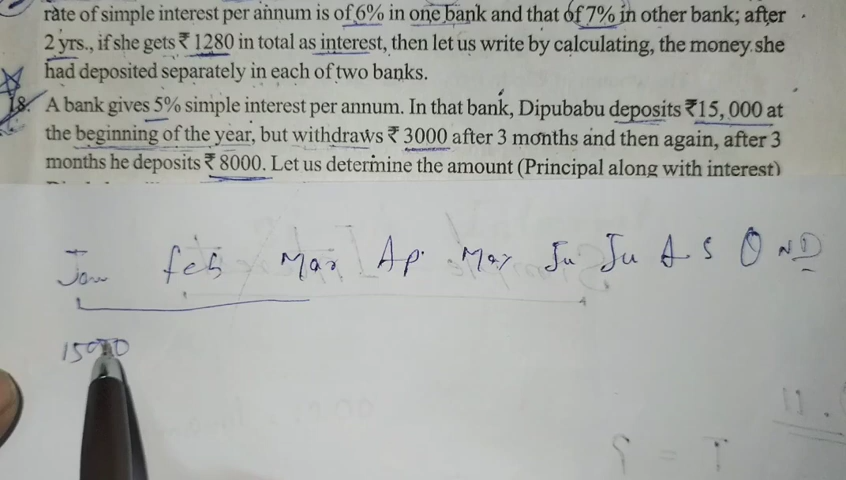 rate of simple interest per annum is of 6% in one bank and that of 7% in other bank; after
2 yrs., if she gets ₹ 1280 in total as interest, then let us write by calculating, the money she
had deposited separately in each of two banks.
18. A bank gives 5% simple interest per annum. In that bank, Dipubabu deposits ₹15, 000 at
the beginning of the year, but withdraws ₹ 3000 after 3 months and then again, after 3
months he deposits ₹ 8000. Let us determine the amount (Principal along with interest)
Jan feb Mar Ap. May Ju Ju A S O N D
15000